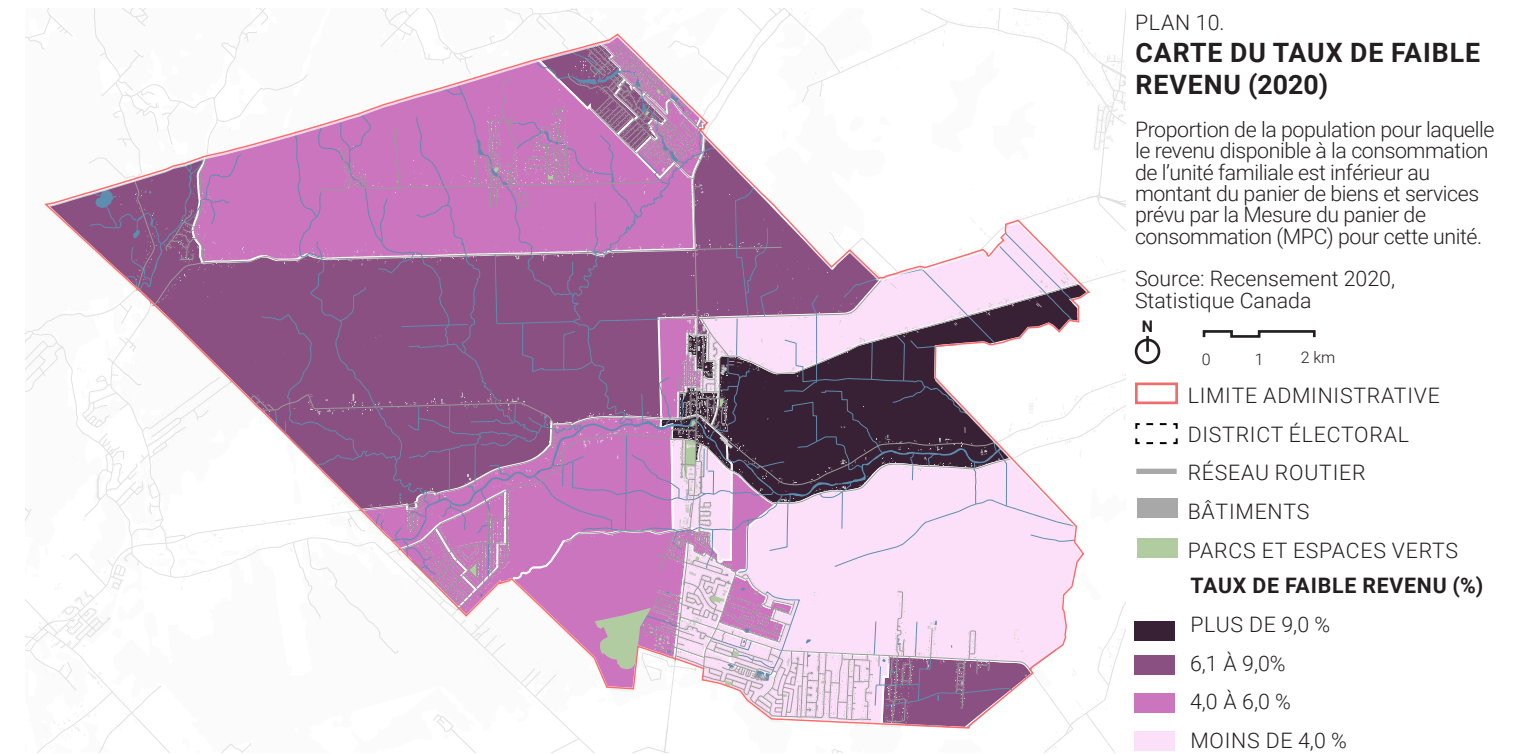 PLAN 10.
CARTE DU TAUX DE FAIBLE
REVENU (2020)
Proportion de la population pour laquelle
le revenu disponible à la consommation
de l'unité familiale est inférieur au
montant du panier de biens et services
prévu par la Mesure du panier de
consommation (MPC) pour cette unité.
Source: Recensement 2020,
Statistique Canada
N
0 1 2 km
LIMITE ADMINISTRATIVE
DISTRICT ÉLECTORAL
RÉSEAU ROUTIER
BÂTIMENTS
PARCS ET ESPACES VERTS
TAUX DE FAIBLE REVENU (%)
PLUS DE 9,0 %
6,1 À 9,0%
4,0 À 6,0 %
MOINS DE 4,0 %